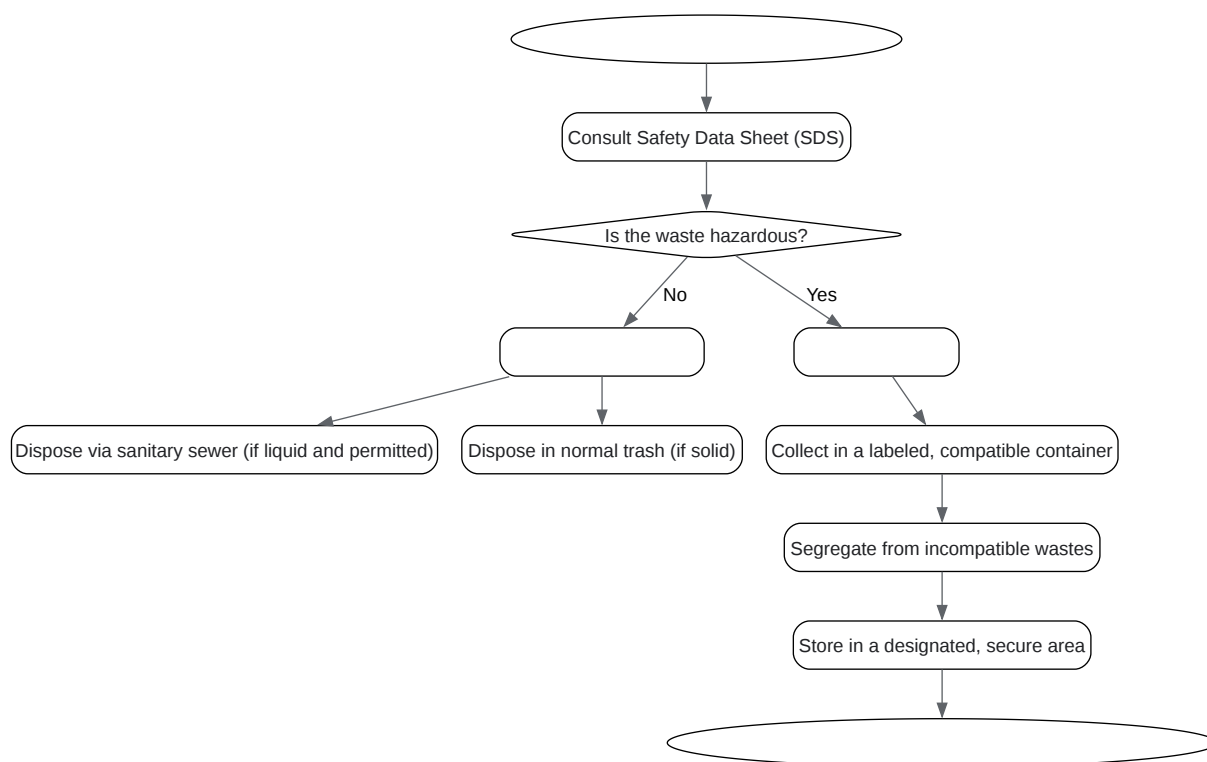 Consult Safety Data Sheet (SDS)
Is the waste hazardous?
No
Yes
Dispose via sanitary sewer (if liquid and permitted)
Dispose in normal trash (if solid)
Collect in a labeled, compatible container
Segregate from incompatible wastes
Store in a designated, secure area